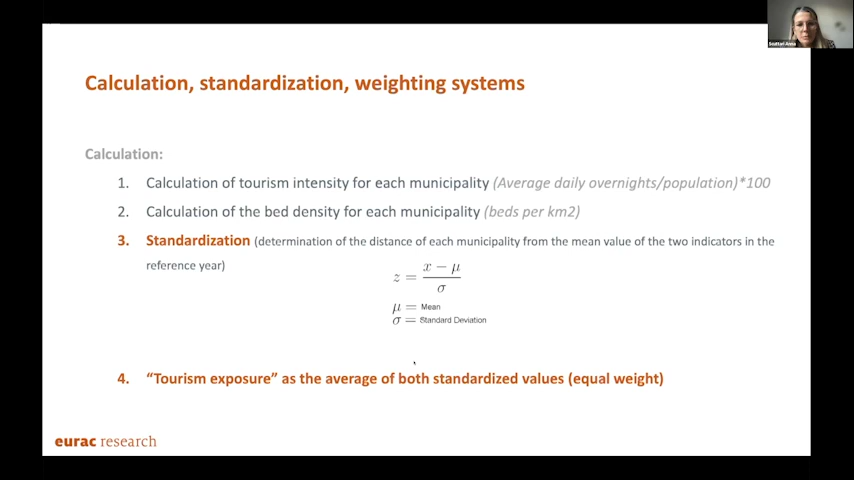 Scuttari Anna
Calculation, standardization, weighting systems
Calculation:
1. Calculation of tourism intensity for each municipality (Average daily overnights/population)*100
2. Calculation of the bed density for each municipality (beds per km2)
3. Standardization (determination of the distance of each municipality from the mean value of the two indicators in the
reference year)
z = x − μ / σ
μ = Mean
σ = Standard Deviation
4. “Tourism exposure” as the average of both standardized values (equal weight)
eurac research